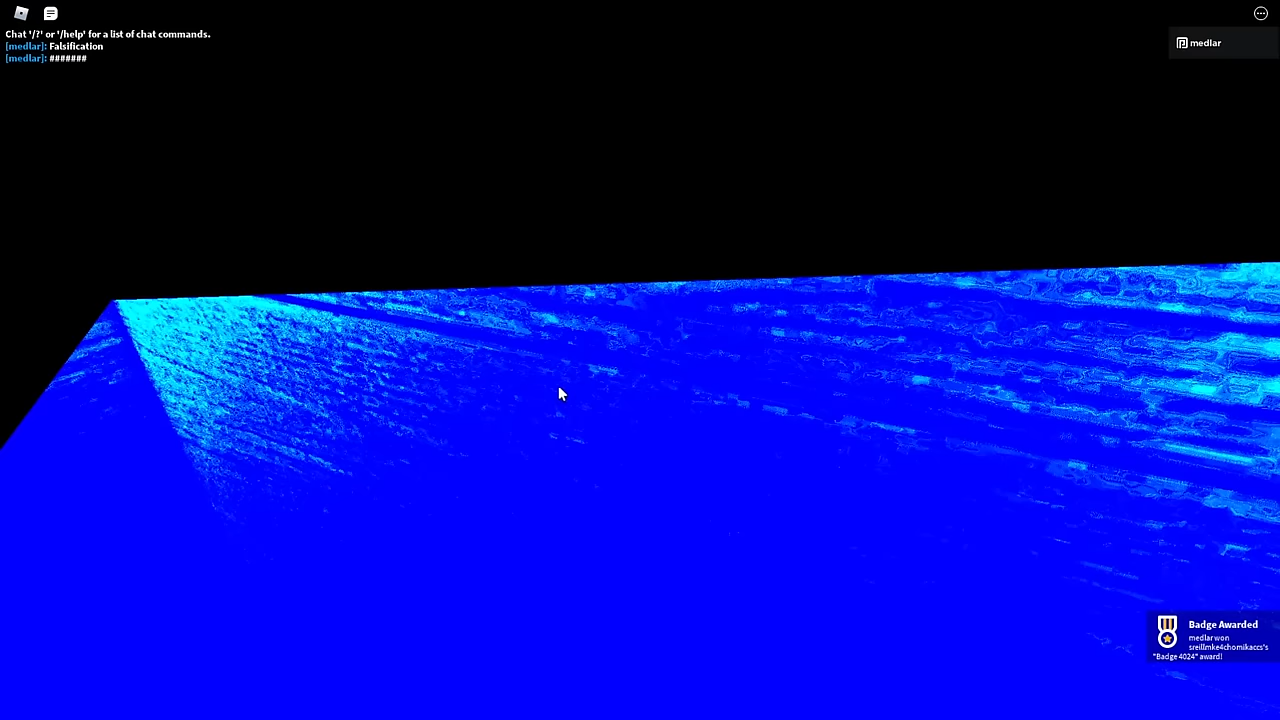 Chat '/?' or '/help' for a list of chat commands.
[medlar]: Falsification
[medlar]: #######
medlar
Badge Awarded
medlar won
sreillmke4chomikaccs's
"Badge 4024" award!